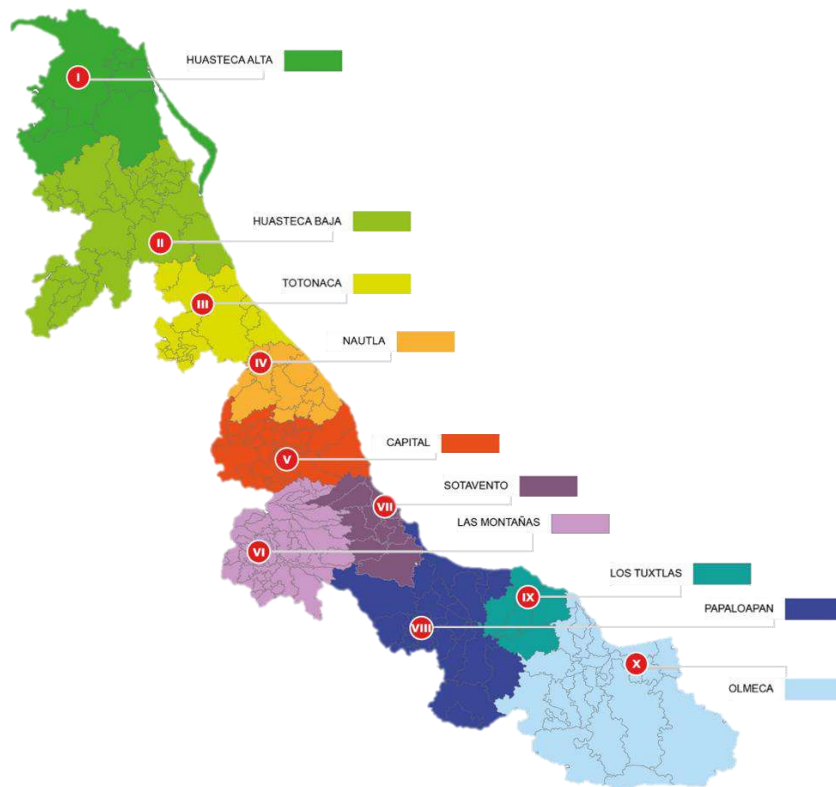 HUASTECA ALTA
I
HUASTECA BAJA
II
TOTONACA
III
NAUTLA
IV
CAPITAL
V
SOTAVENTO
VII
LAS MONTAÑAS
VI
LOS TUXTLAS
IX
PAPALOAPAN
VIII
X
OLMECA